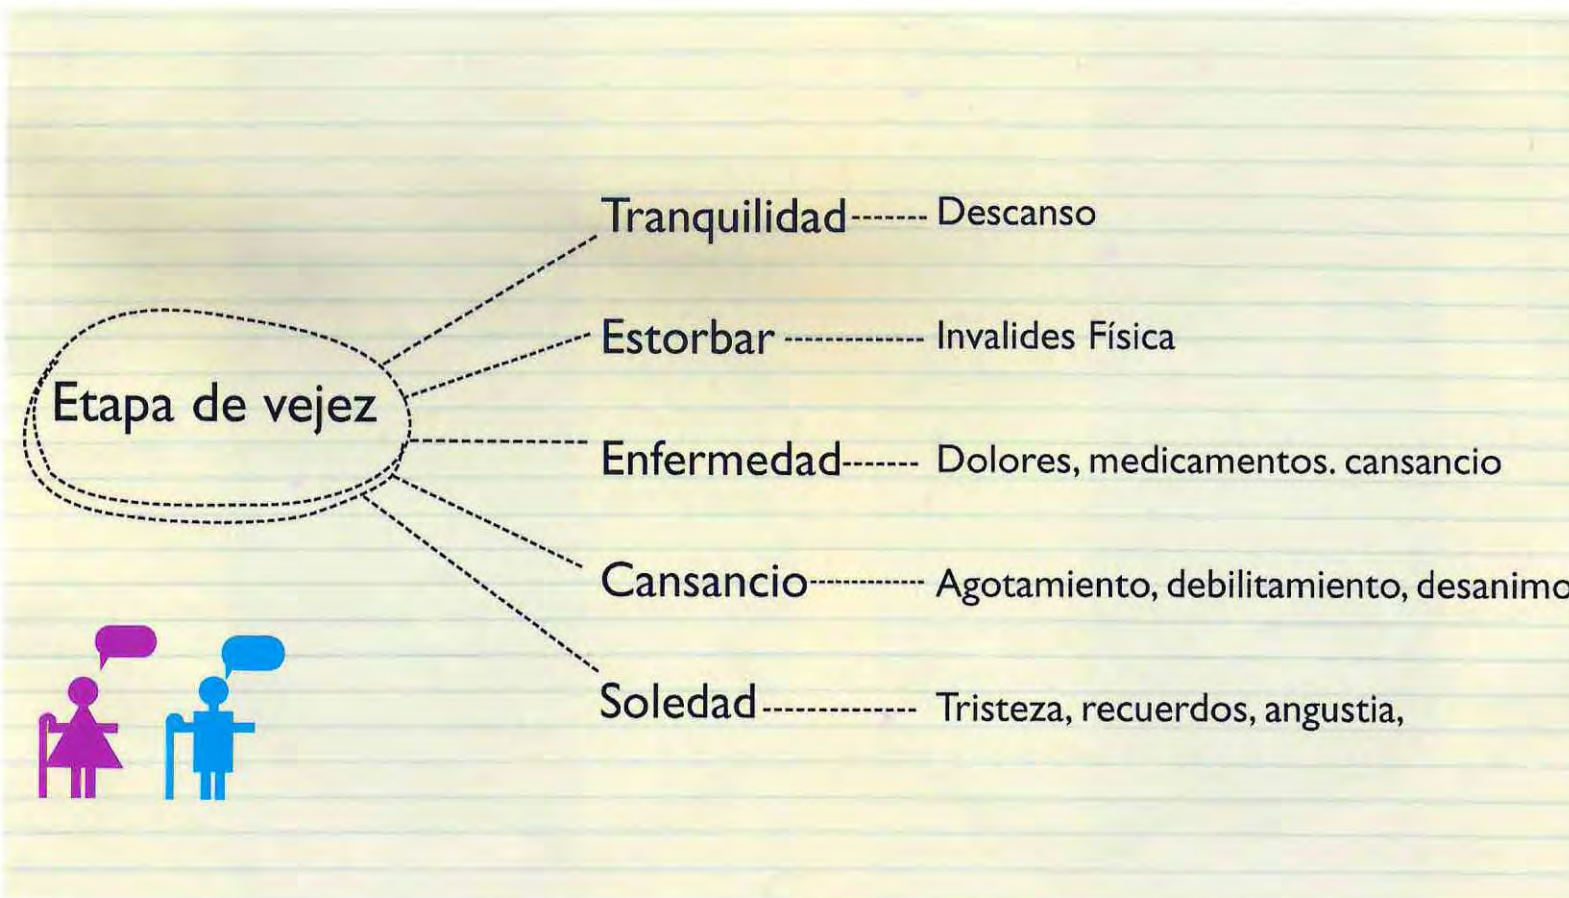 Tranquilidad ------- Descanso
Estorbar ------------- Invalides Física
Etapa de vejez
Enfermedad ------- Dolores, medicamentos. cansancio
Cansancio ------------ Agotamiento, debilitamiento, desanimo
Soledad --------------- Tristeza, recuerdos, angustia,